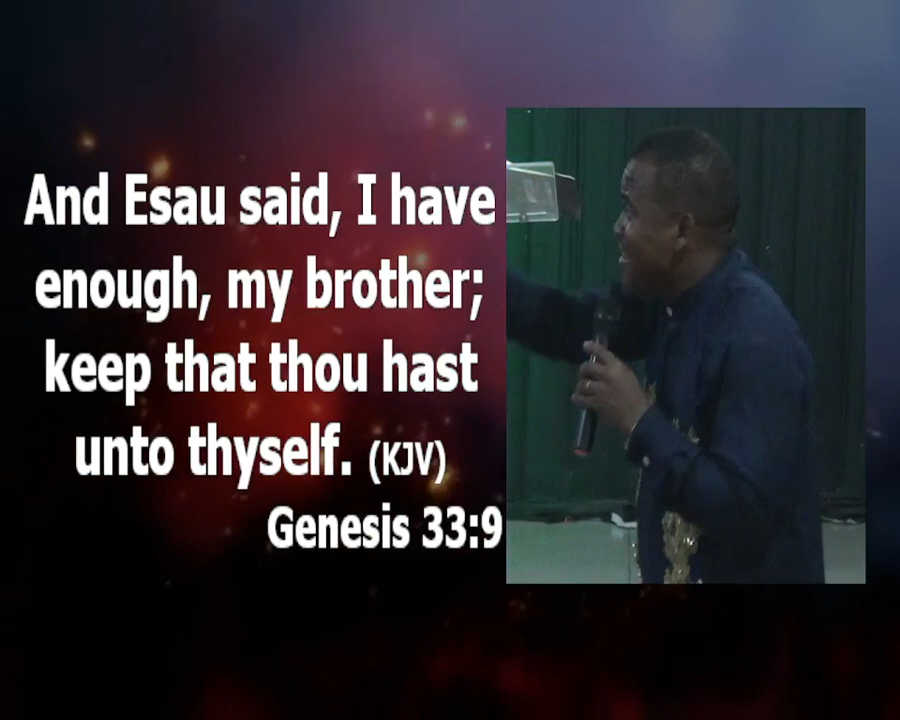 And Esau said, I have
enough, my brother;
keep that thou hast
unto thyself. (KJV)
Genesis 33:9